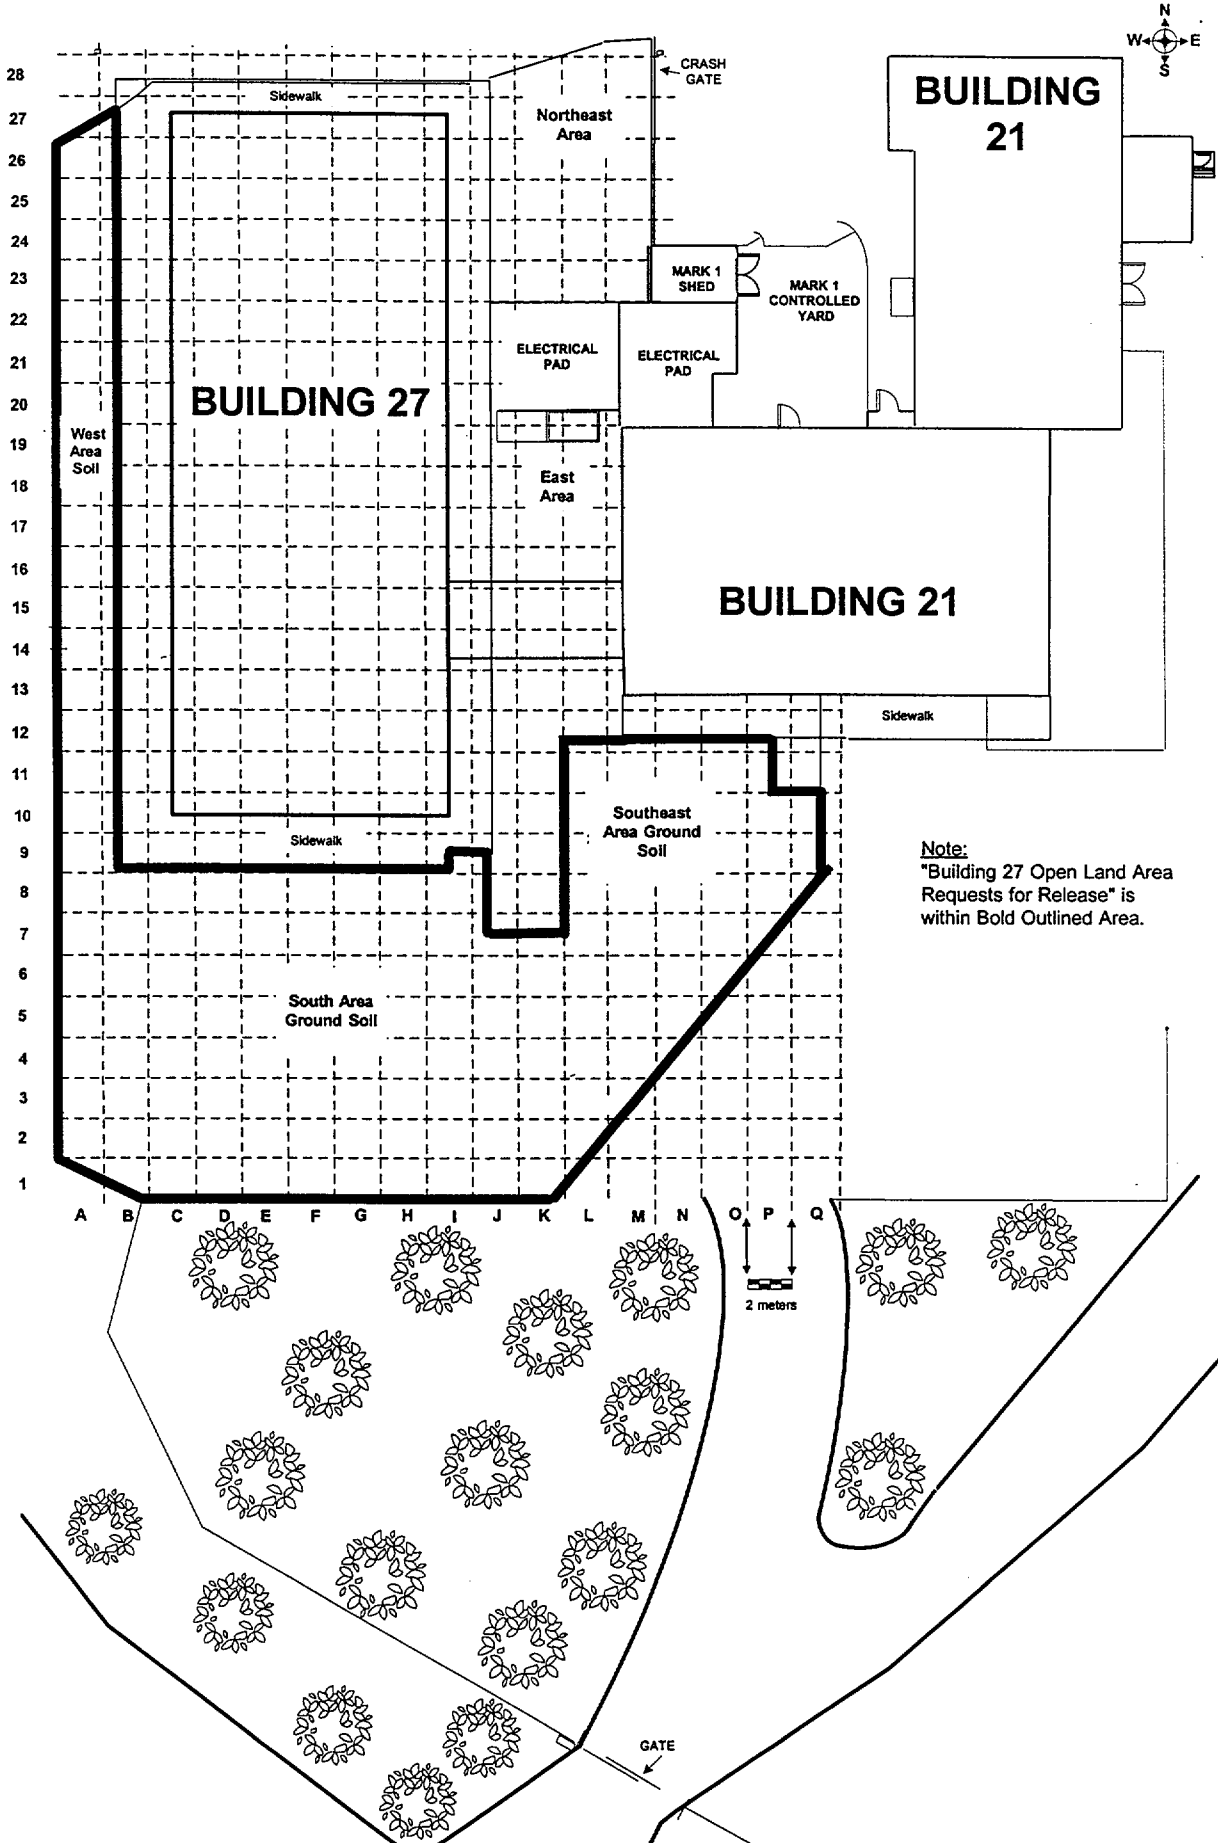 N
W E
S
28
27
26
25
24
23
22
21
20
19
18
17
16
15
14
13
12
11
10
9
8
7
6
5
4
3
2
1
Sidewalk
Northeast
Area
CRASH
GATE
BUILDING
21
MARK 1
SHED
MARK 1
CONTROLLED
YARD
ELECTRICAL
PAD
ELECTRICAL
PAD
BUILDING 27
West
Area
Soil
East
Area
BUILDING 21
Sidewalk
Southeast
Area Ground
Soil
Sidewalk
Note:
"Building 27 Open Land Area
Requests for Release" is
within Bold Outlined Area.
South Area
Ground Soil
A B C D E F G H I J K L M N O P Q
2 meters
GATE